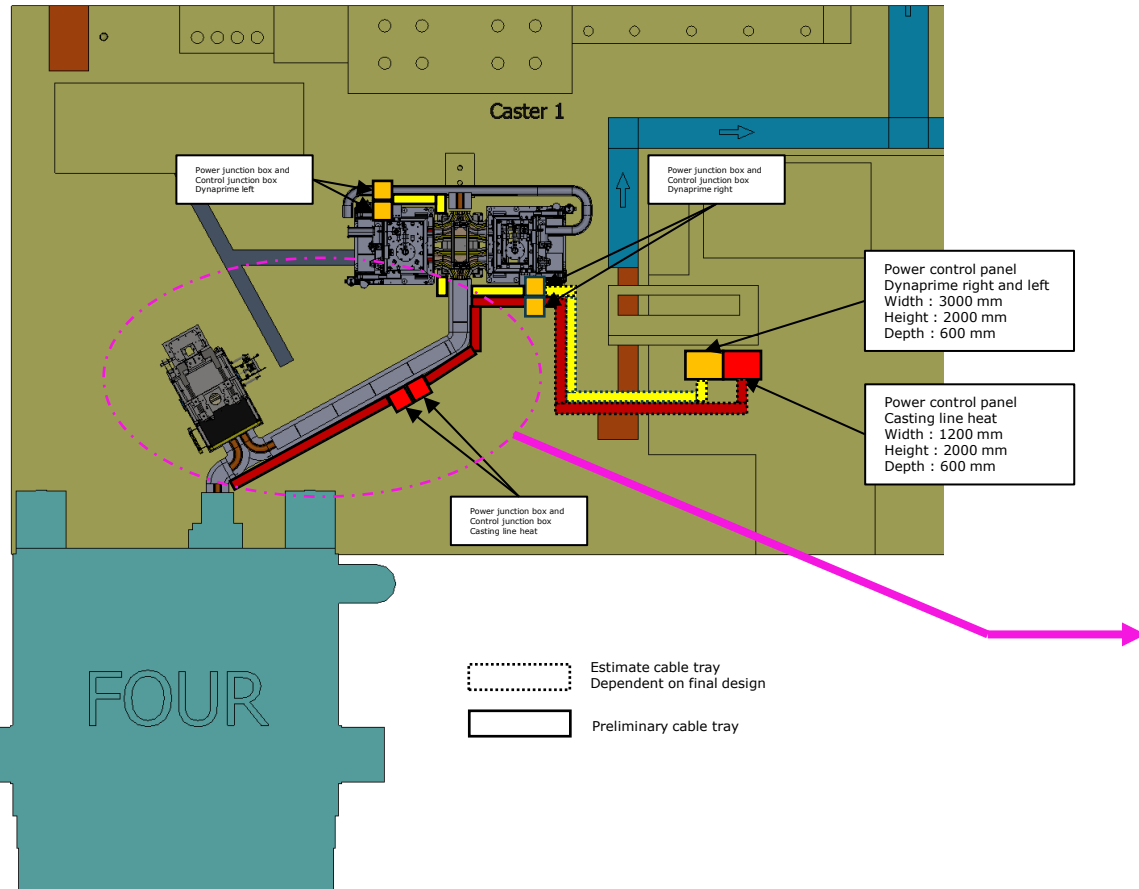 Caster 1
Power junction box and
Control junction box
Dynaprime left
Power junction box and
Control junction box
Dynaprime right
Power control panel
Dynaprime right and left
Width : 3000 mm
Height : 2000 mm
Depth : 600 mm
Power control panel
Casting line heat
Width : 1200 mm
Height : 2000 mm
Depth : 600 mm
Power junction box and
Control junction box
Casting line heat
FOUR
Estimate cable tray
Dependent on final design
Preliminary cable tray